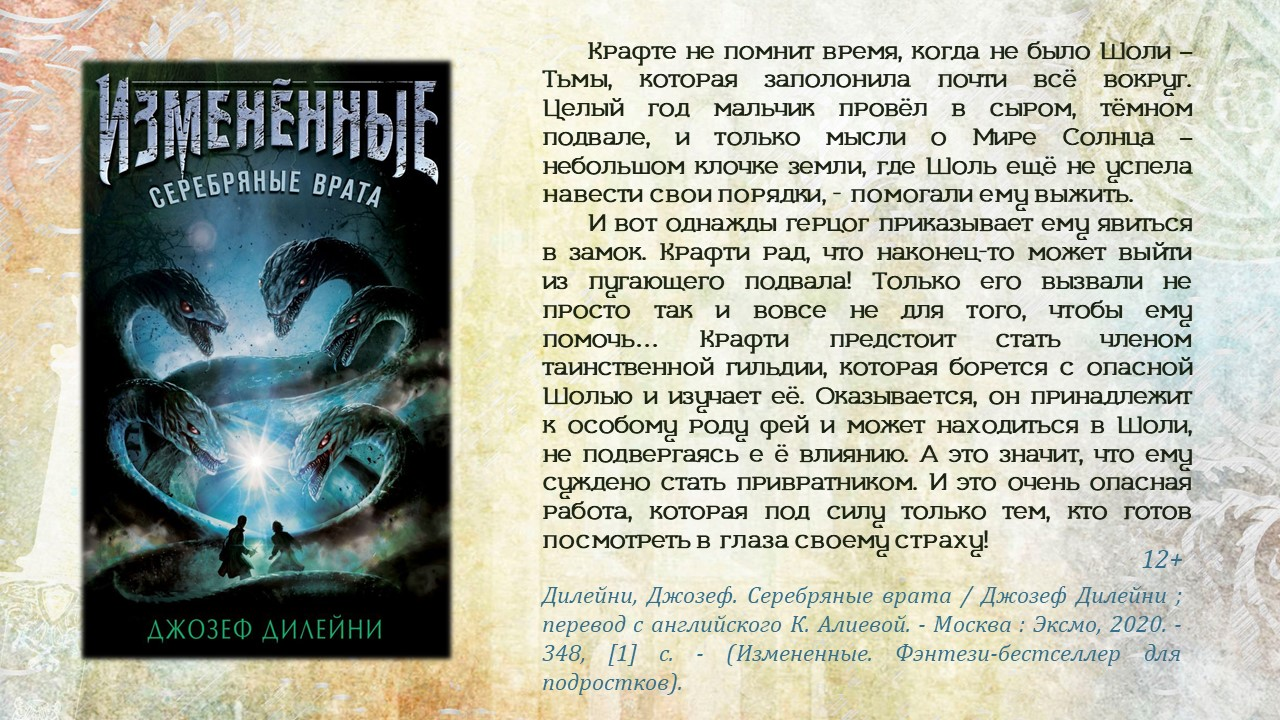 ИЗМЕНЁННЫЕ
СЕРЕБРЯНЫЕ ВРАТА
ДЖОЗЕФ ДИЛЕЙНИ
Крафте не помнит время, когда не было Шоли –
Тьмы, которая заполонила почти всё вокруг.
Целый год мальчик провёл в сыром, тёмном
подвале, и только мысли о Мире Солнца –
небольшом клочке земли, где Шоль ещё не успела
навести свои порядки, - помогали ему выжить.
И вот однажды герцог приказывает ему явиться
в замок. Крафти рад, что наконец-то может выйти
из пугающего подвала! Только его вызвали не
просто так и вовсе не для того, чтобы ему
помочь... Крафти предстоит стать членом
таинственной гильдии, которая борется с опасной
Шолью и изучает её. Оказывается, он принадлежит
к особому роду фей и может находиться в Шоли,
не подвергаясь е ё влиянию. А это значит, что ему
суждено стать привратником. И это очень опасная
работа, которая под силу только тем, кто готов
посмотреть в глаза своему страху!
12+
Дилейни, Джозеф. Серебряные врата / Джозеф Дилейни ;
перевод с английского К. Алиевой. - Москва : Эксмо, 2020. -
348, [1] с. - (Измененные. Фэнтези-бестселлер для
подростков).